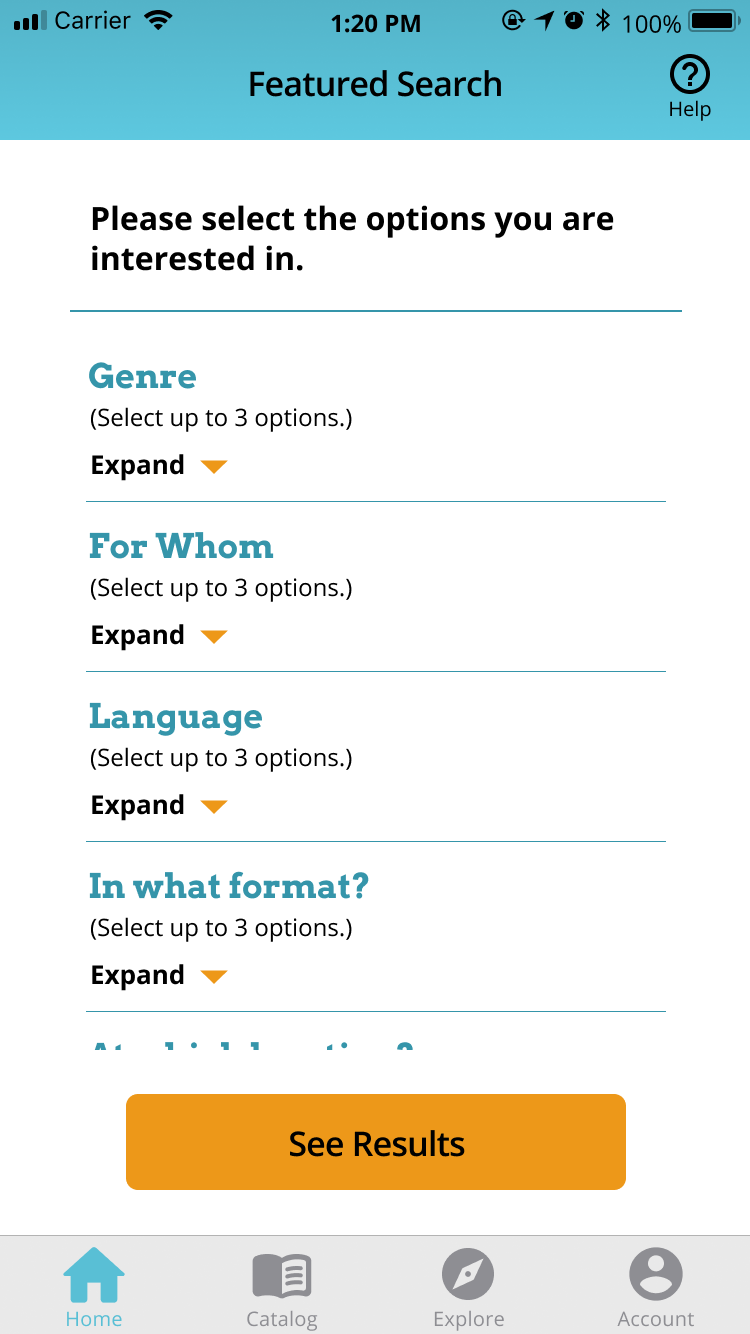 Carrier 1:20 PM 100%
Featured Search
Help
Please select the options you are
interested in.
Genre
(Select up to 3 options.)
Expand
For Whom
(Select up to 3 options.)
Expand
Language
(Select up to 3 options.)
Expand
In what format?
(Select up to 3 options.)
Expand
See Results
Home Catalog Explore Account